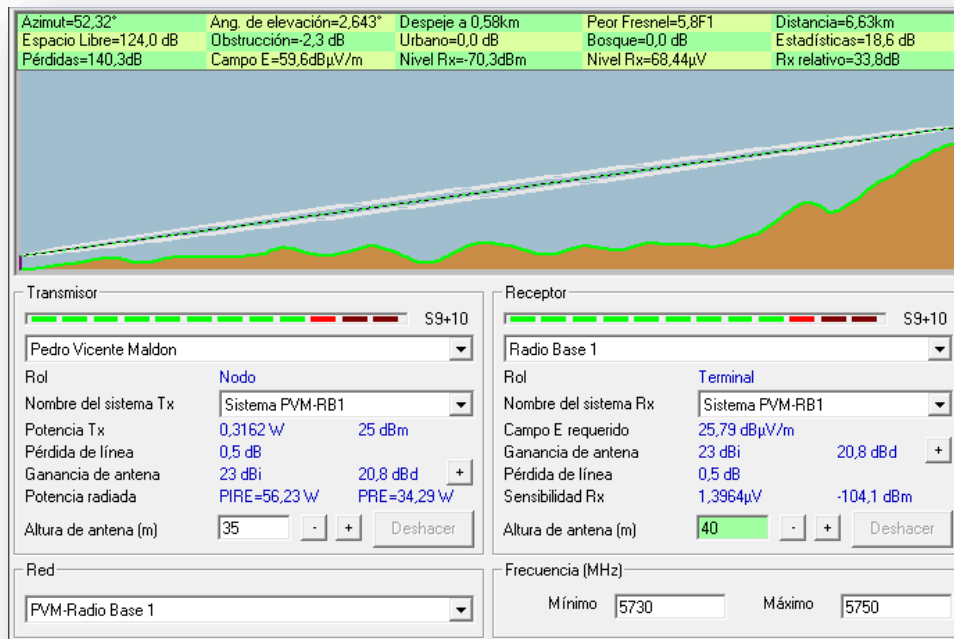 Azimut=52,32° Ang. de elevación=2,643° Despeje a 0,58km Peor Fresnel=5,8F1 Distancia=6,63km
Espacio Libre=124,0 dB Obstrucción=-2,3 dB Urbano=0,0 dB Bosque=0,0 dB Estadísticas=18,6 dB
Pérdidas=140,3dB Campo E=59,6dBµV/m Nivel Rx=-70,3dBm Nivel Rx=68,44µV Rx relativo=33,8dB
Transmisor
S9+10
Pedro Vicente Maldon
Rol Nodo
Nombre del sistema Tx Sistema PVM-RB1
Potencia Tx 0,3162 W 25 dBm
Pérdida de línea 0,5 dB
Ganancia de antena 23 dBi 20,8 dBd +
Potencia radiada PIRE=56,23 W PRE=34,29 W
Altura de antena (m) 35 - + Deshacer
Receptor
S9+10
Radio Base 1
Rol Terminal
Nombre del sistema Rx Sistema PVM-RB1
Campo E requerido 25,79 dBµV/m
Ganancia de antena 23 dBi 20,8 dBd +
Pérdida de línea 0,5 dB
Sensibilidad Rx 1,3964µV -104,1 dBm
Altura de antena (m) 40 - + Deshacer
Red
PVM-Radio Base 1
Frecuencia (MHz)
Mínimo 5730 Máximo 5750